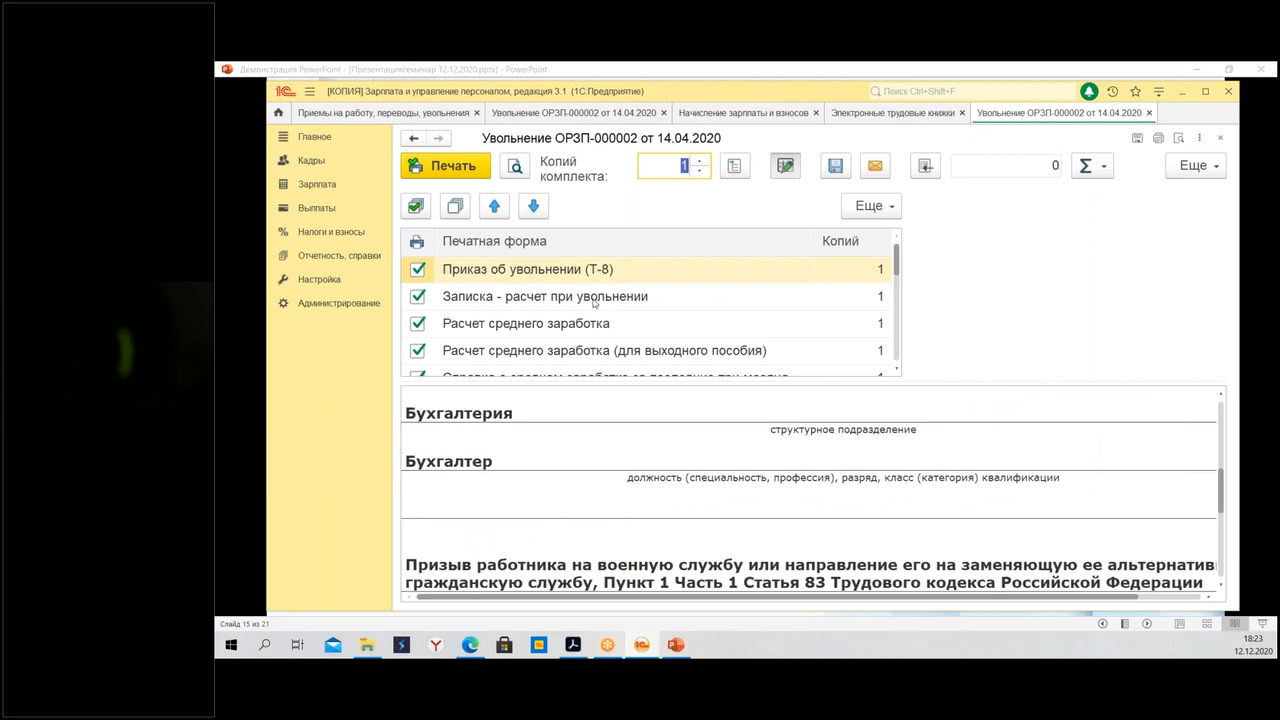 Демонстрация PowerPoint - [Презентациясеминар 12.12.2020.pptx] - PowerPoint
[КОПИЯ] Зарплата и управление персоналом, редакция 3.1 (1С:Предприятие)
Поиск Ctrl+Shift+F
Приемы на работу, переводы, увольнения
Увольнение ОРЗП-000002 от 14.04.2020
Начисление зарплаты и взносов
Электронные трудовые книжки
Увольнение ОРЗП-000002 от 14.04.2020
Главное
Кадры
Зарплата
Выплаты
Налоги и взносы
Отчетность, справки
Настройка
Администрирование
Увольнение ОРЗП-000002 от 14.04.2020
Печать
Копий
комплекта:
1
0
Σ
Еще
Еще
Печатная форма Копий
Приказ об увольнении (Т-8) 1
Записка - расчет при увольнении 1
Расчет среднего заработка 1
Расчет среднего заработка (для выходного пособия) 1
Бухгалтерия
структурное подразделение
Бухгалтер
должность (специальность, профессия), разряд, класс (категория) квалификации
Призыв работника на военную службу или направление его на заменяющую ее альтернатив
гражданскую службу, Пункт 1 Часть 1 Статья 83 Трудового кодекса Российской Федерации
Слайд 15 из 21
18:23
12.12.2020